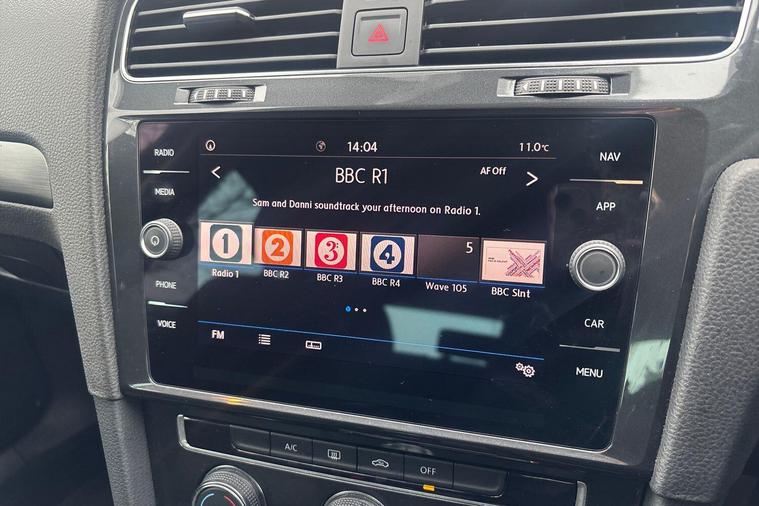 14:04
11.0°C
RADIO
MEDIA
PHONE
VOICE
BBC R1
AF Off
Sam and Danni soundtrack your afternoon on Radio 1.
1
2
3
4
5
Radio 1
BBC R2
BBC R3
BBC R4
Wave 105
BBC Slnt
FM
NAV
APP
CAR
MENU
A/C
OFF